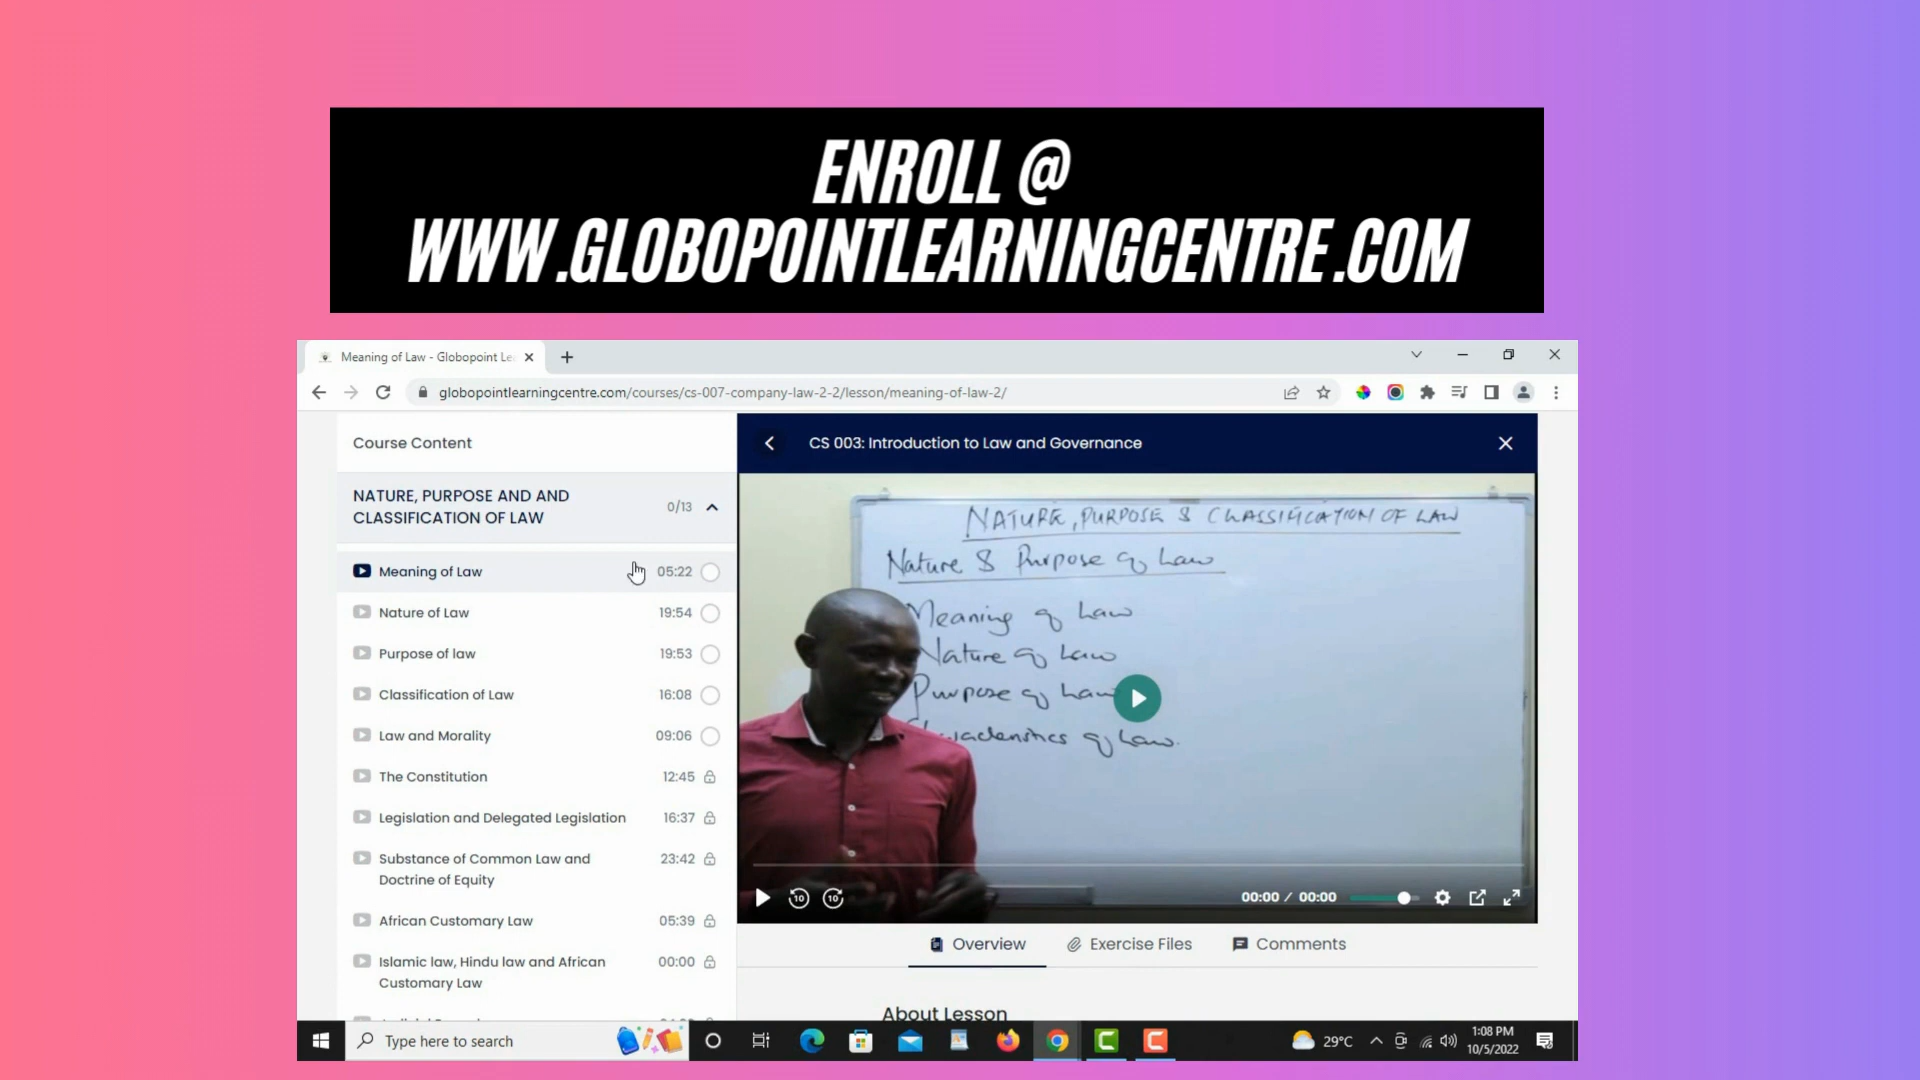 ENROLL @
WWW.GLOBOPOINTLEARNINGCENTRE.COM
Meaning of Law - Globopoint Le
globopointlearningcentre.com/courses/cs-007-company-law-2-2/lesson/meaning-of-law-2/
Course Content
NATURE, PURPOSE AND AND
CLASSIFICATION OF LAW
0/13
Meaning of Law 05:22
Nature of Law 19:54
Purpose of law 19:53
Classification of Law 16:08
Law and Morality 09:06
The Constitution 12:45
Legislation and Delegated Legislation 16:37
Substance of Common Law and
Doctrine of Equity
23:42
African Customary Law 05:39
Islamic law, Hindu law and African
Customary Law
00:00
CS 003: Introduction to Law and Governance
NATURE, PURPOSE & CLASSIFICATION OF LAW
Nature & Purpose of Law
Meaning of Law
Nature of Law
Purpose of Law
of Law.
10 10
00:00 / 00:00
Overview Exercise Files Comments
About Lesson
Type here to search
29°C
1:08 PM
10/5/2022